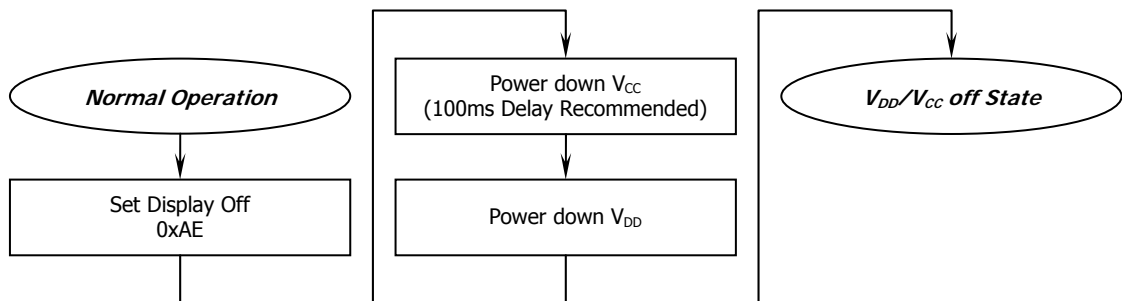 Normal Operation
Set Display Off
0xAE
Power down VCC
(100ms Delay Recommended)
Power down VDD
VDD/VCC off State